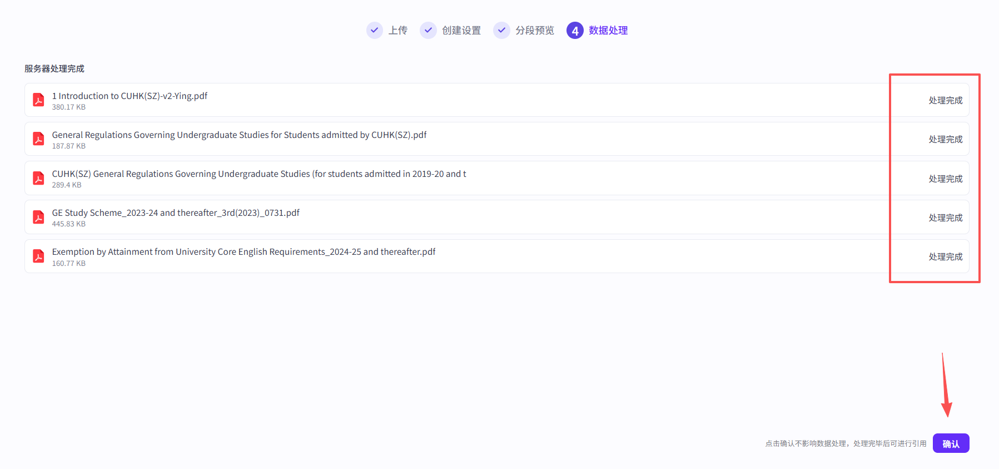 上传
创建设置
分段预览
4 数据处理
服务器处理完成
1 Introduction to CUHK(SZ)-v2-Ying.pdf
380.17 KB
处理完成
General Regulations Governing Undergraduate Studies for Students admitted by CUHK(SZ).pdf
187.87 KB
处理完成
CUHK(SZ) General Regulations Governing Undergraduate Studies (for students admitted in 2019-20 and t
289.4 KB
处理完成
GE Study Scheme_2023-24 and thereafter_3rd(2023)_0731.pdf
445.83 KB
处理完成
Exemption by Attainment from University Core English Requirements_2024-25 and thereafter.pdf
160.77 KB
处理完成
点击确认不影响数据处理，处理完毕后可进行引用
确认